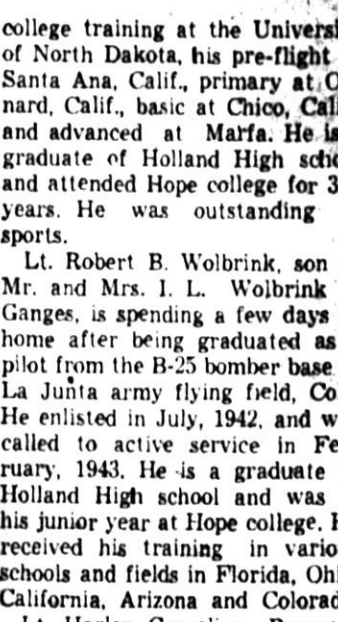 college training at the Universi
of North Dakota, his pre-flight
Santa Ana, Calif., primary at O
nard, Calif., basic at Chico, Cali
and advanced at Marfa. He is
graduate of Holland High scho
and attended Hope college for 3
years. He was outstanding
sports.
Lt. Robert B. Wolbrink, son
Mr. and Mrs. I. L. Wolbrink
Ganges, is spending a few days
home after being graduated as
pilot from the B-25 bomber base
La Junta army flying field, Co
He enlisted in July, 1942, and w
called to active service in Fe
ruary, 1943. He is a graduate
Holland High school and was
his junior year at Hope college. H
received his training in vario
schools and fields in Florida, Ohi
California, Arizona and Colorad